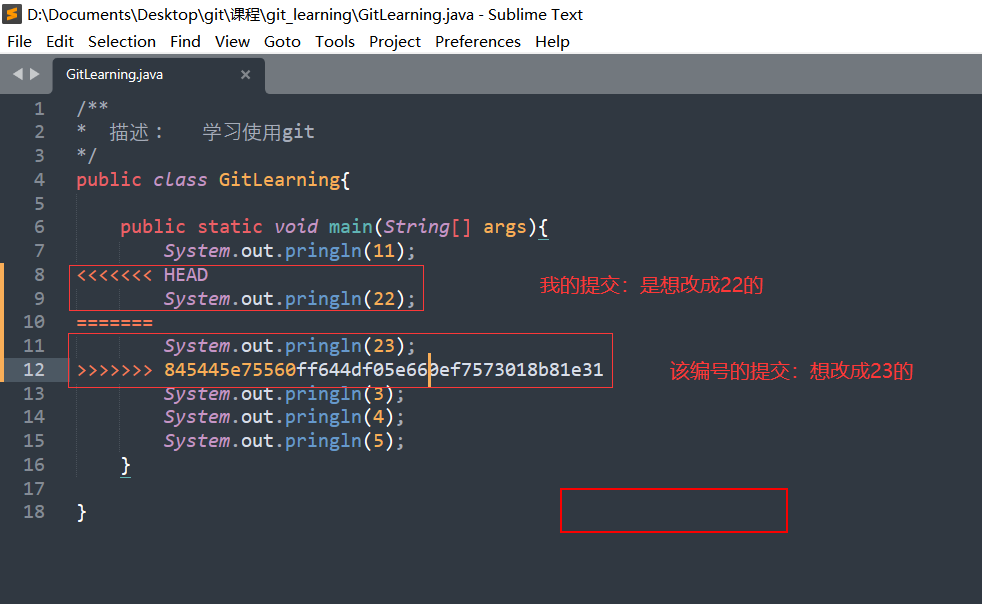 D:\Documents\Desktop\git\课程\git_learning\GitLearning.java - Sublime Text
File Edit Selection Find View Goto Tools Project Preferences Help
GitLearning.java ×
1 /**
2 * 描述： 学习使用git
3 */
4 public class GitLearning{
5
6 public static void main(String[] args){
7 System.out.pringln(11);
8 <<<<<<< HEAD
9 System.out.pringln(22);
我的提交：是想改成22的
10 =======
11 System.out.pringln(23);
12 >>>>>>> 845445e75560ff644df05e660ef7573018b81e31
该编号的提交：想改成23的
13 System.out.pringln(3);
14 System.out.pringln(4);
15 System.out.pringln(5);
16 }
17
18 }